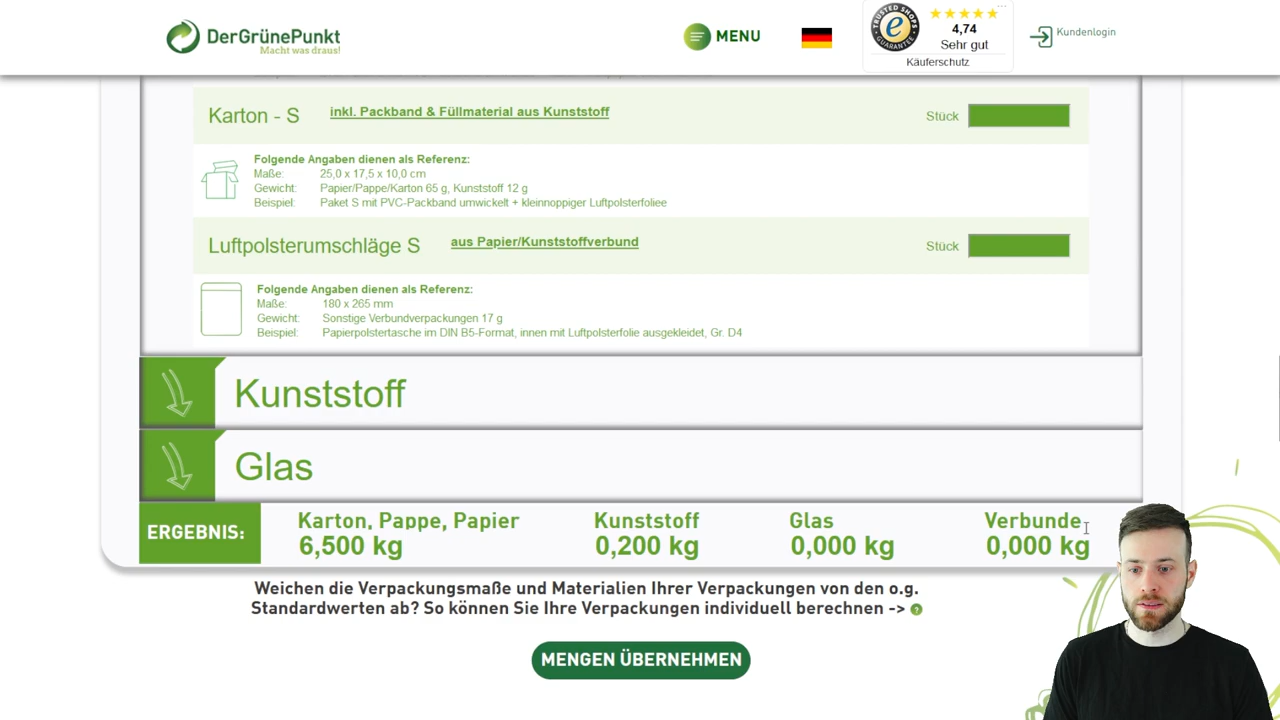 DerGrünePunkt
Macht was draus!
MENU
TRUSTED SHOPS
GUARANTEE
4,74
Sehr gut
Käuferschutz
Kundenlogin
Karton - S
inkl. Packband & Füllmaterial aus Kunststoff
Stück
Folgende Angaben dienen als Referenz:
Maße: 25,0 x 17,5 x 10,0 cm
Gewicht: Papier/Pappe/Karton 65 g, Kunststoff 12 g
Beispiel: Paket S mit PVC-Packband umwickelt + kleinnoppiger Luftpolsterfoliee
Luftpolsterumschläge S
aus Papier/Kunststoffverbund
Stück
Folgende Angaben dienen als Referenz:
Maße: 180 x 265 mm
Gewicht: Sonstige Verbundverpackungen 17 g
Beispiel: Papierpolstertasche im DIN B5-Format, innen mit Luftpolsterfolie ausgekleidet, Gr. D4
Kunststoff
Glas
ERGEBNIS:
Karton, Pappe, Papier
6,500 kg
Kunststoff
0,200 kg
Glas
0,000 kg
Verbunde
0,000 kg
Weichen die Verpackungsmaße und Materialien Ihrer Verpackungen von den o.g.
Standardwerten ab? So können Sie Ihre Verpackungen individuell berechnen -> ?
MENGEN ÜBERNEHMEN